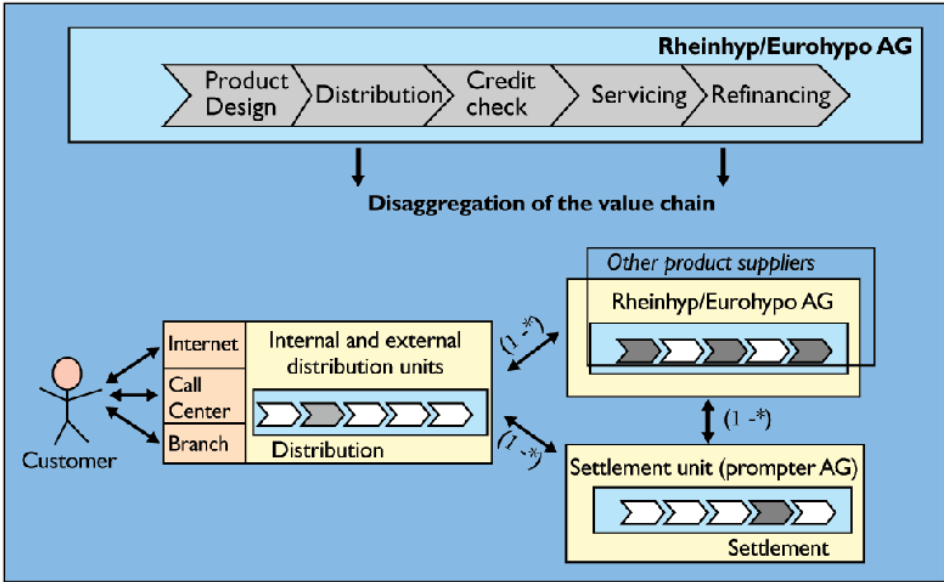 Rheinhyp/Eurohypo AG
Product
Design
Distribution
Credit
check
Servicing
Refinancing
Disaggregation of the value chain
Other product suppliers
Rheinhyp/Eurohypo AG
Internet
Call
Center
Branch
Internal and external
distribution units
Distribution
(1 -*)
(1 -*)
(1 -*)
Customer
Settlement unit (prompter AG)
Settlement